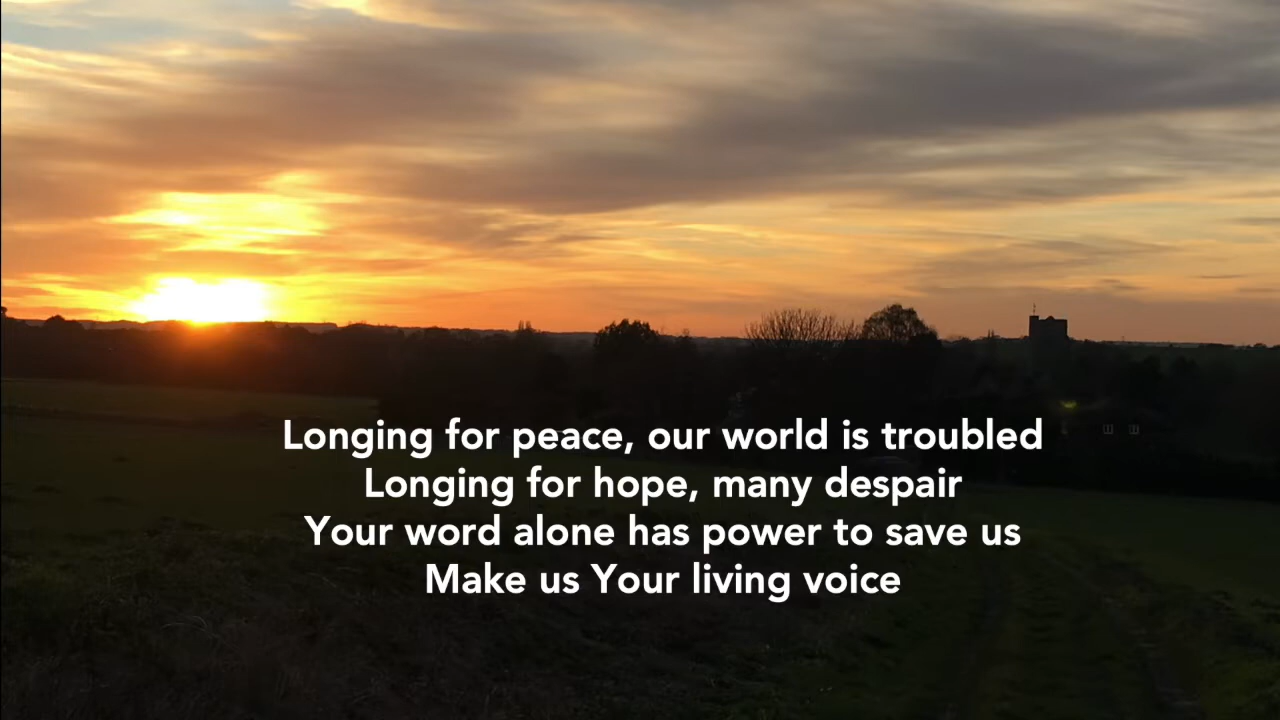 Longing for peace, our world is troubled
Longing for hope, many despair
Your word alone has power to save us
Make us Your living voice